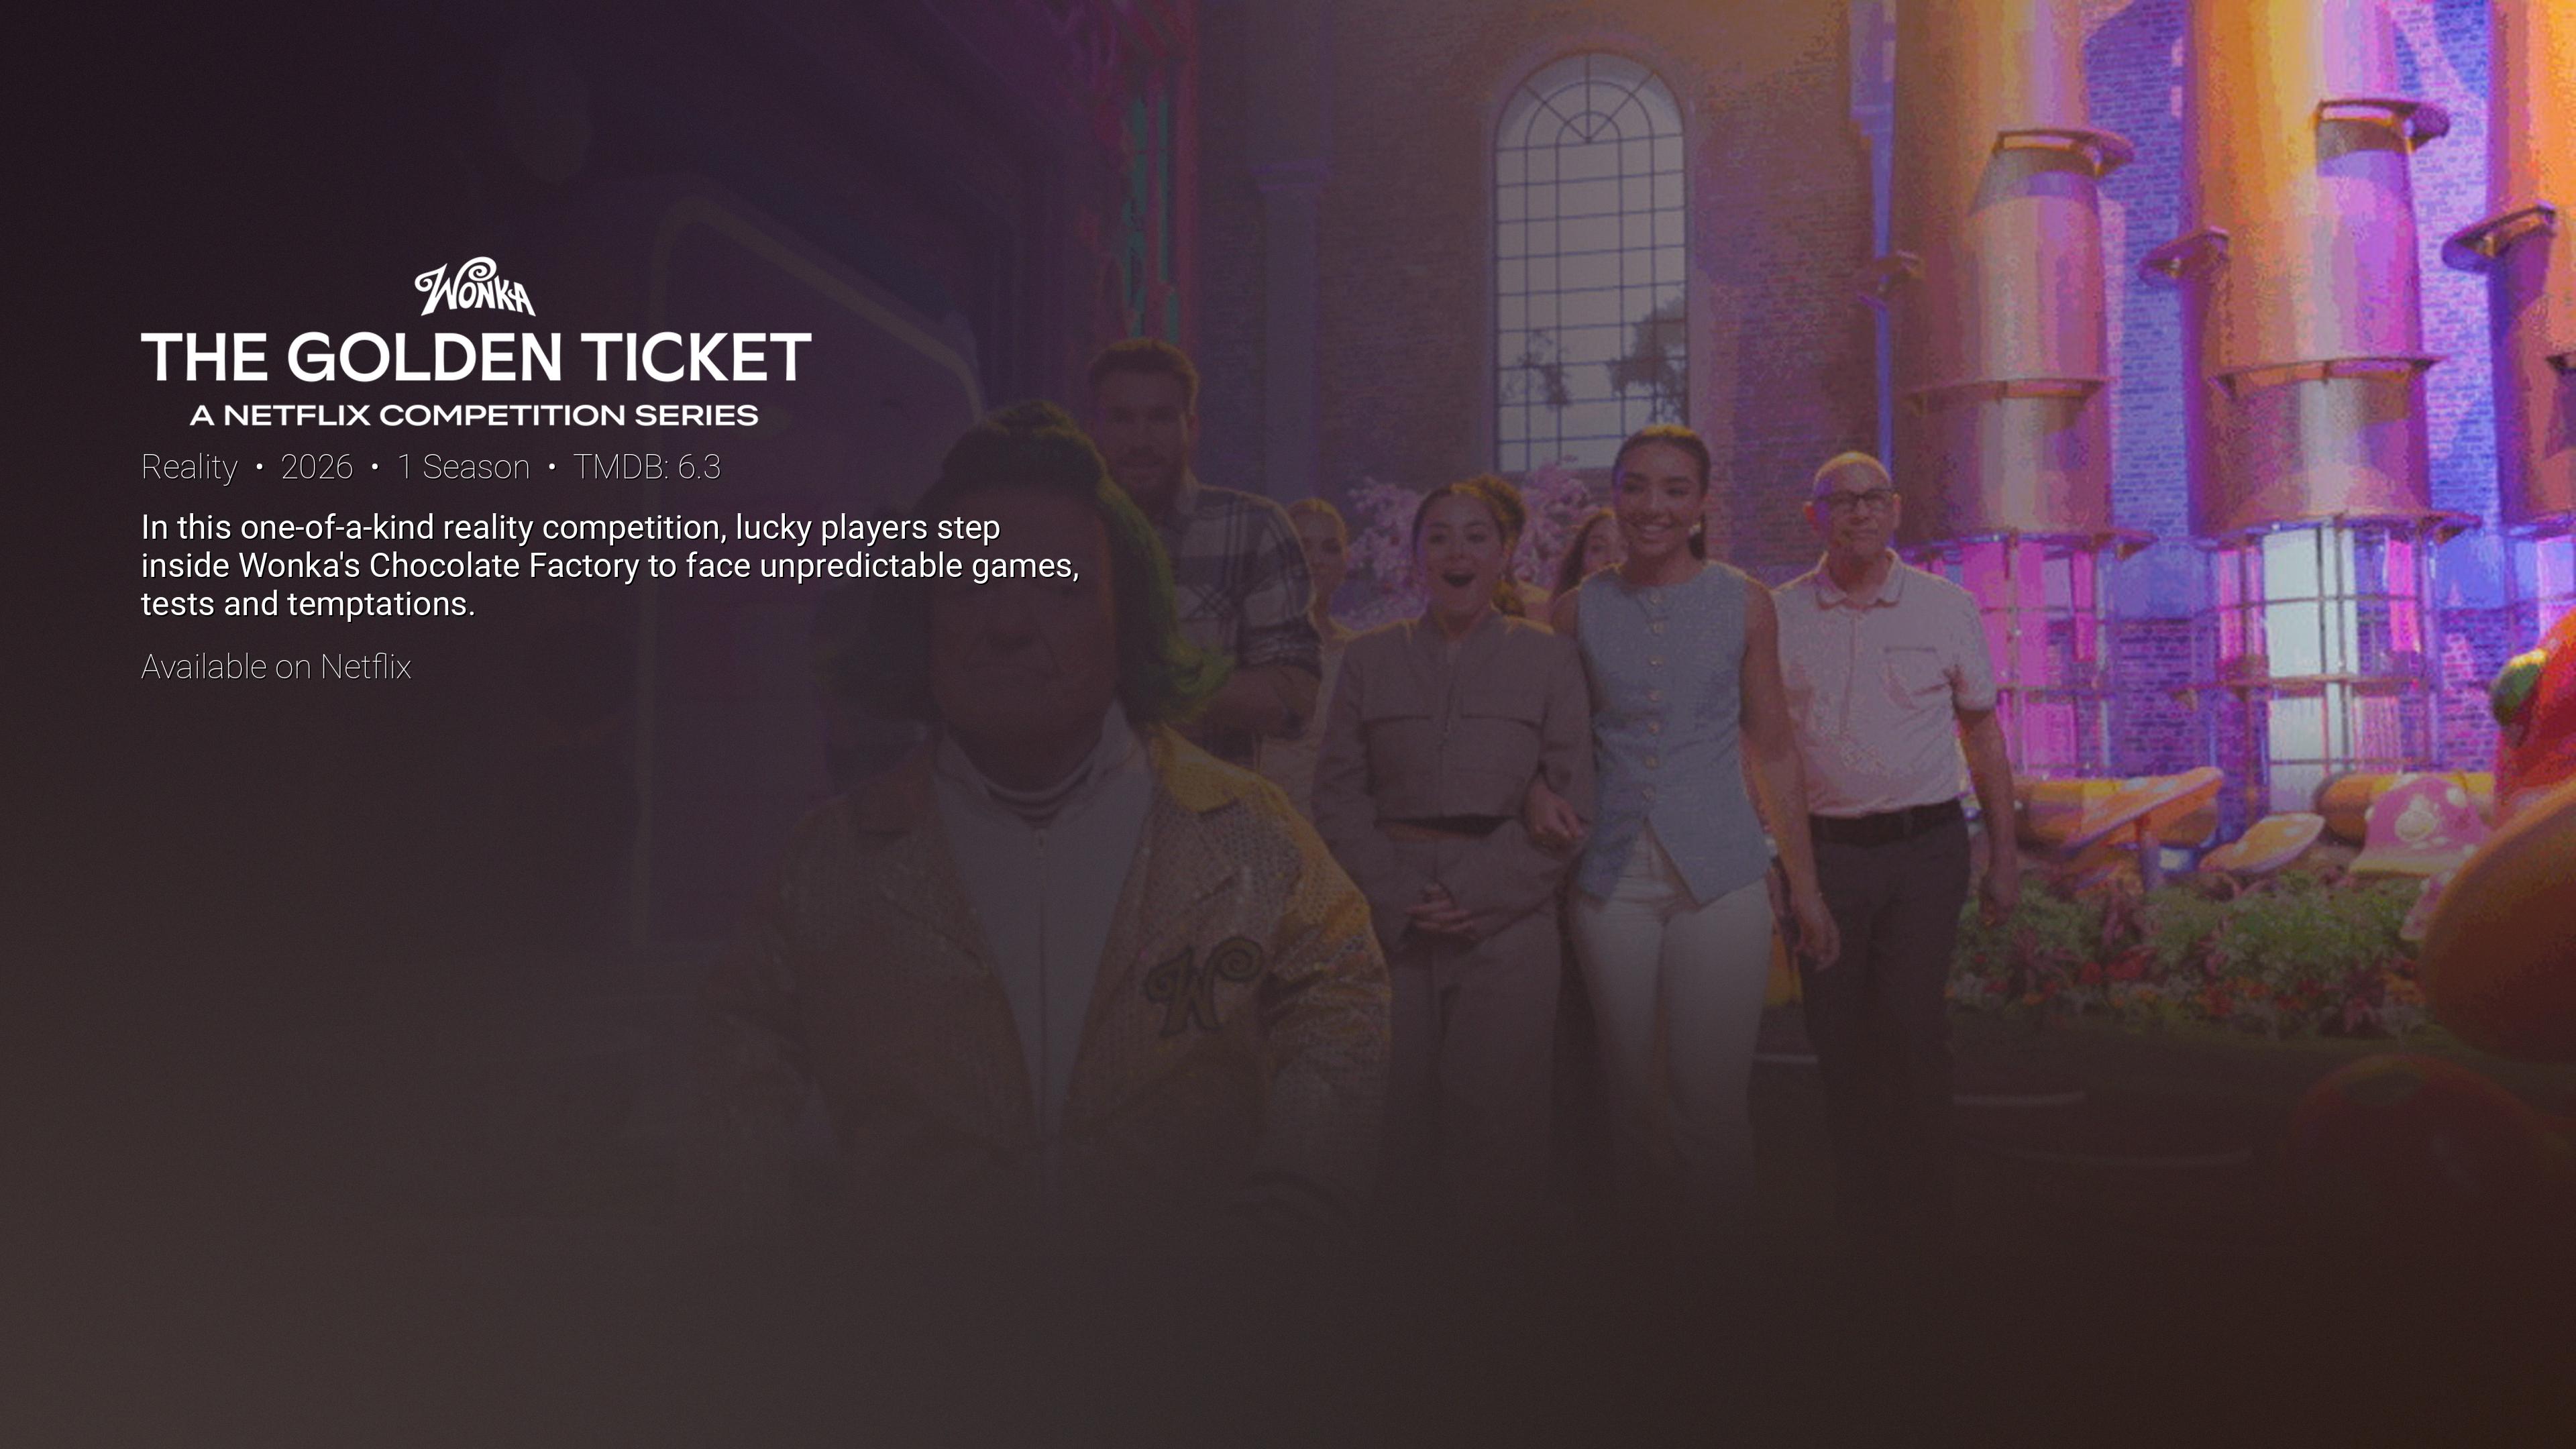 WONKA
THE GOLDEN TICKET
A NETFLIX COMPETITION SERIES
Reality • 2026 • 1 Season • TMDB: 6.3
In this one-of-a-kind reality competition, lucky players step
inside Wonka's Chocolate Factory to face unpredictable games,
tests and temptations.
Available on Netflix
W